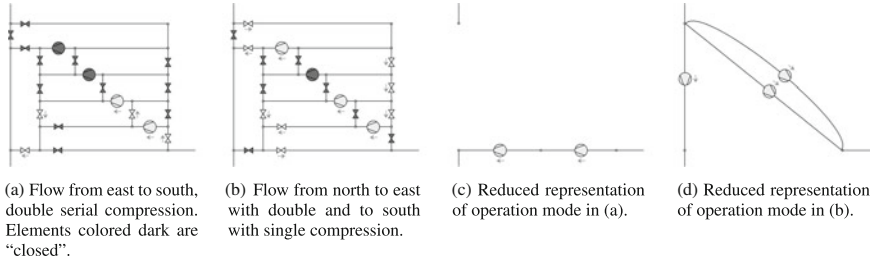 (a) Flow from east to south,
double serial compression.
Elements colored dark are
“closed”.
(b) Flow from north to east
with double and to south
with single compression.
(c) Reduced representation
of operation mode in (a).
(d) Reduced representation
of operation mode in (b).